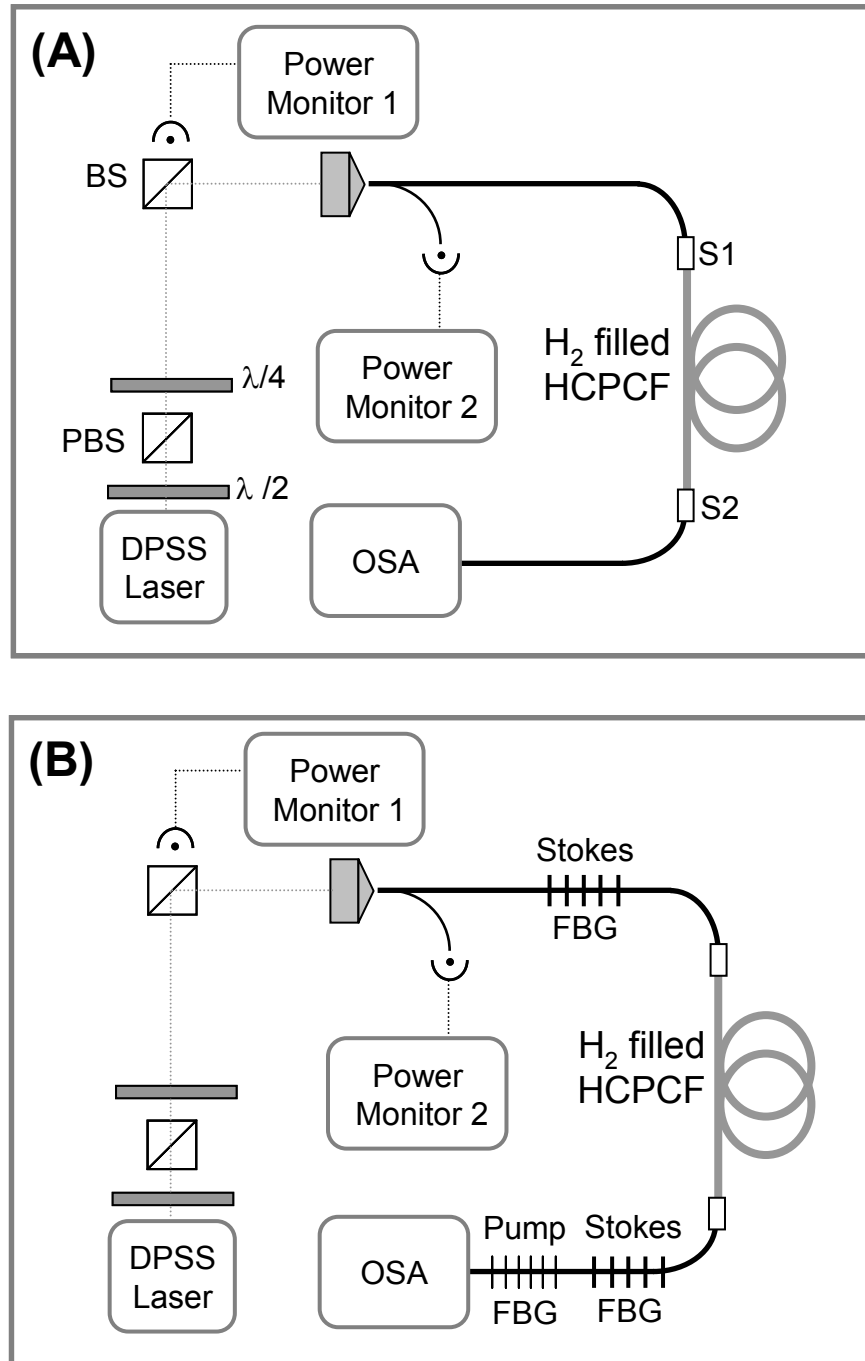 (A)
Power
Monitor 1
BS
S1
H₂ filled
HCPCF
λ/4
Power
Monitor 2
PBS
λ /2
S2
DPSS
Laser
OSA
(B)
Power
Monitor 1
Stokes
FBG
H₂ filled
HCPCF
Power
Monitor 2
Pump
Stokes
DPSS
Laser
OSA
FBG
FBG